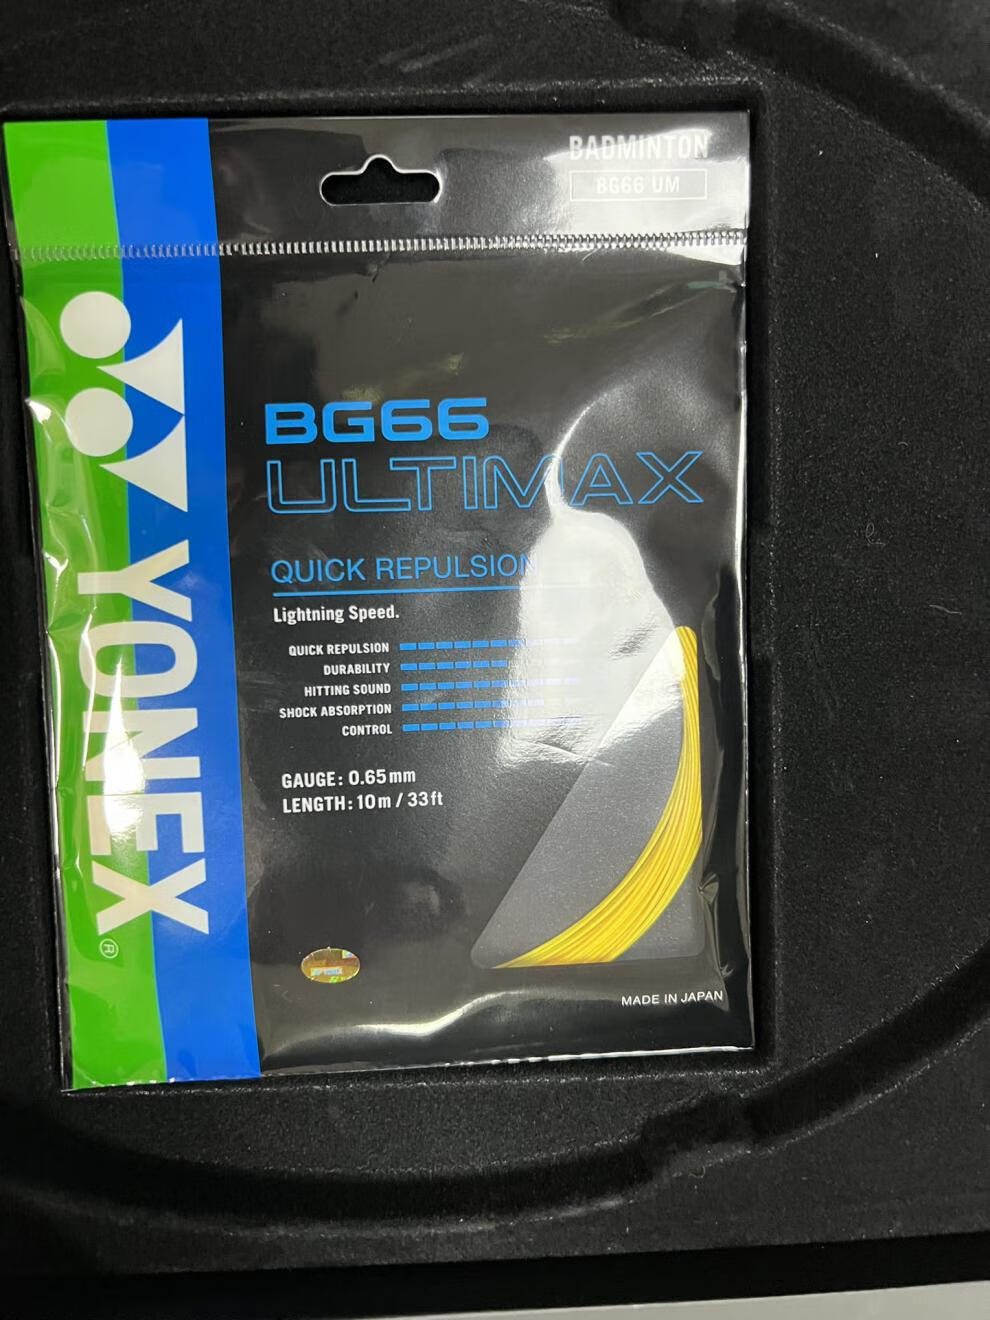 BADMINTON
BG66 UM
YONEX®
BG66
ULTIMAX
QUICK REPULSION
Lightning Speed.
QUICK REPULSION
DURABILITY
HITTING SOUND
SHOCK ABSORPTION
CONTROL
GAUGE: 0.65mm
LENGTH: 10m / 33ft
MADE IN JAPAN